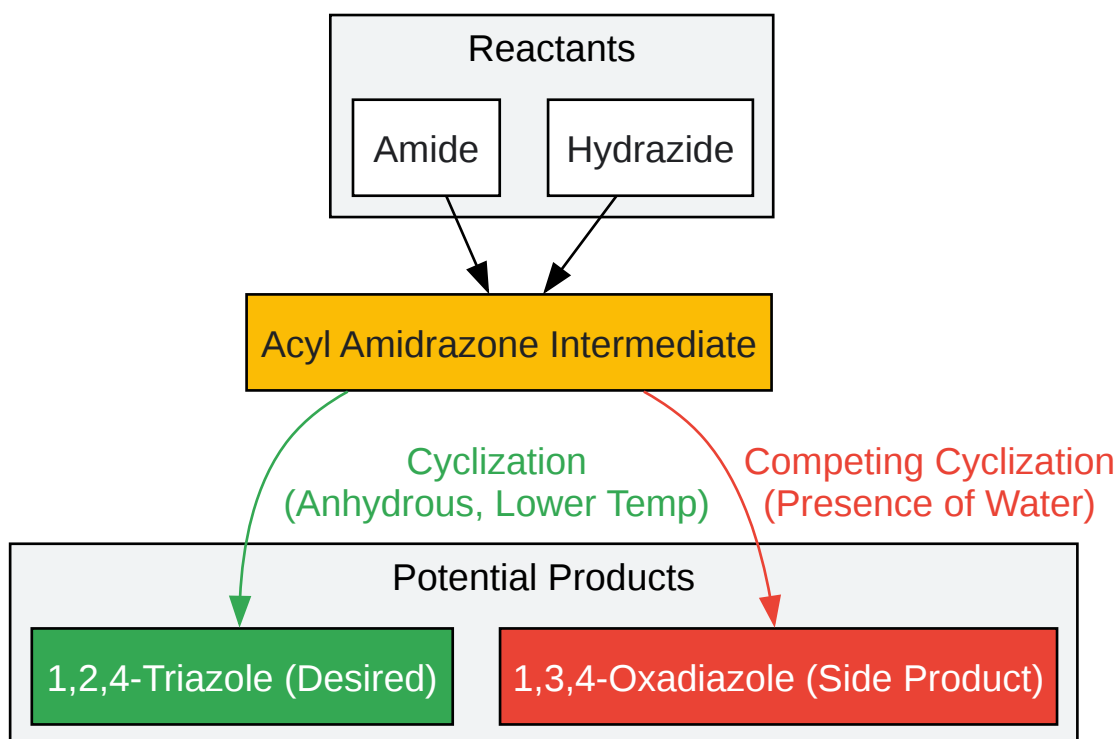 Reactants
Amide
Hydrazide
Acyl Amidrazone Intermediate
Cyclization
(Anhydrous, Lower Temp)
Competing Cyclization
(Presence of Water)
Potential Products
1,2,4-Triazole (Desired)
1,3,4-Oxadiazole (Side Product)